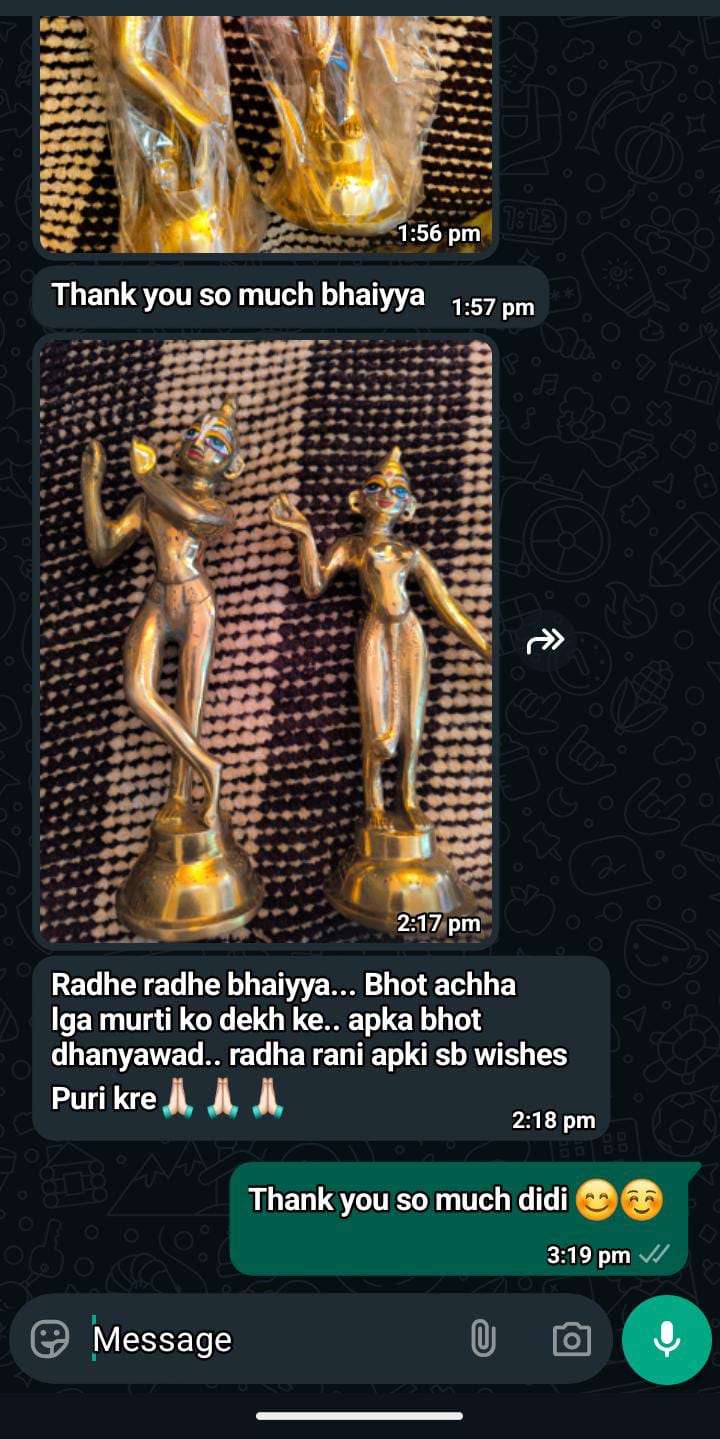 1:56 pm
Thank you so much bhaiyya 1:57 pm
2:17 pm
Radhe radhe bhaiyya... Bhot achha
lga murti ko dekh ke.. apka bhot
dhanyawad.. radha rani apki sb wishes
Puri kre🙏🏻🙏🏻🙏🏻
2:18 pm
Thank you so much didi 😊☺️
3:19 pm
Message